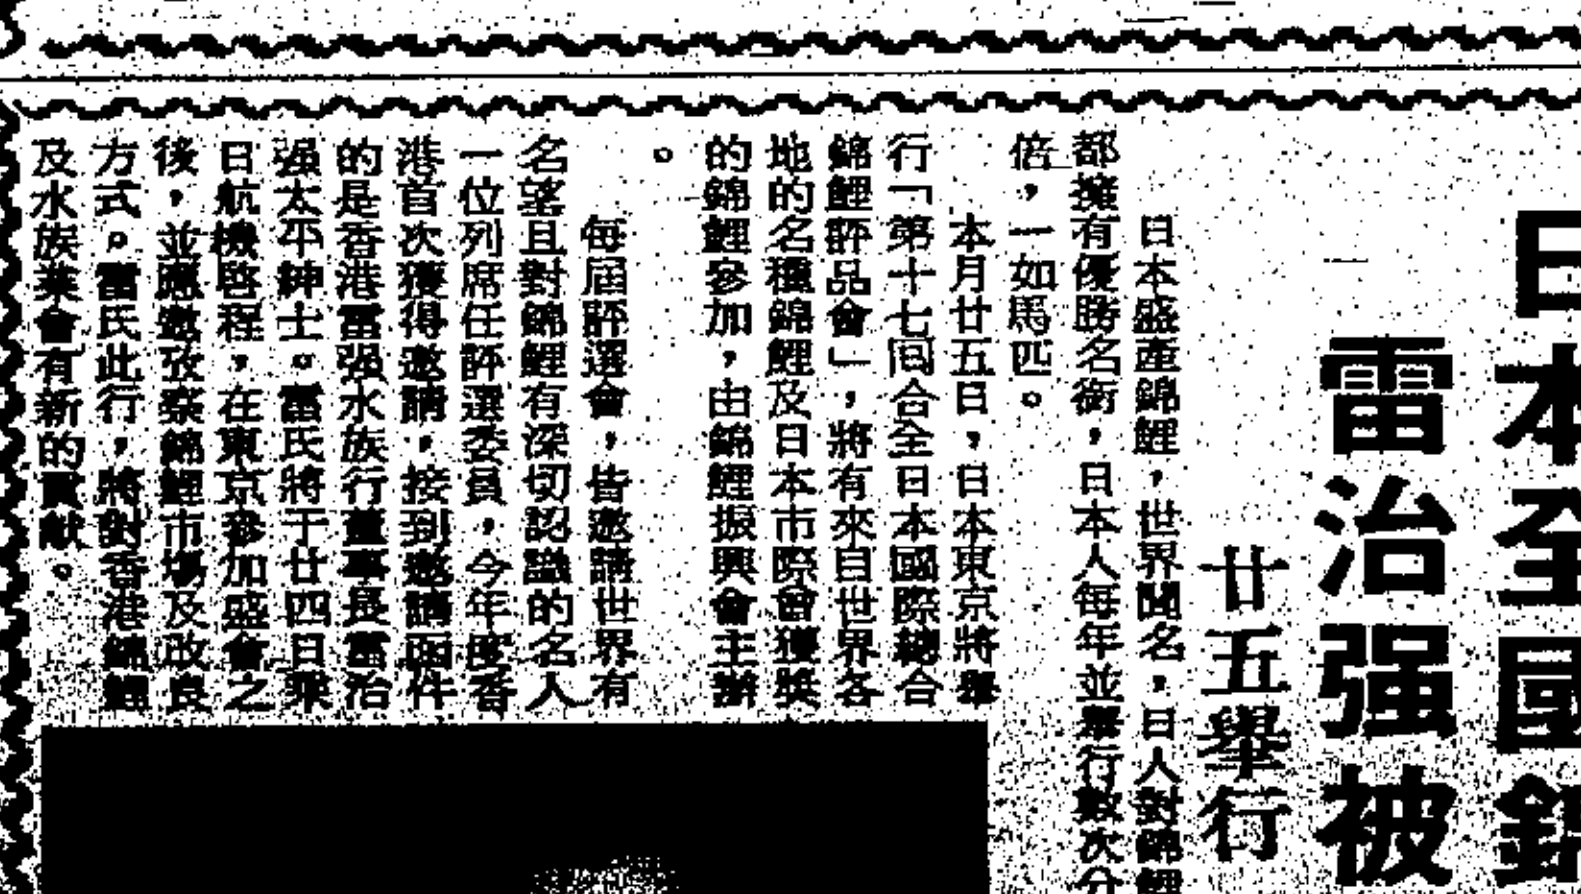 日本全國錦
雷治强被
廿五舉行
日本盛產錦鯉，世界聞名，日人對錦鯉
都擁有優勝名銜，日本人每年並舉行數次分
倍，一如馬匹。
本月廿五日，日本東京將舉
行「第十七囘合全日本國際總合
錦鯉評品會」，將有來自世界各
地的名種錦鯉及日本市際會獲獎
的錦鯉參加，由錦鯉振興會主辦
。
每屆評選會，皆邀請世界有
名望且對錦鯉有深切認識的名人
一位列席任評選委員，今年度香
港首次獲得邀請，接到邀請函件
的是香港雷强水族行董事長雷治
强太平紳士。雷氏將于廿四日乘
日航機啓程，在東京參加盛會之
後，並應邀攷察錦鯉市場及改良
方式。雷氏此行，將對香港錦鯉
及水族業會有新的貢獻。